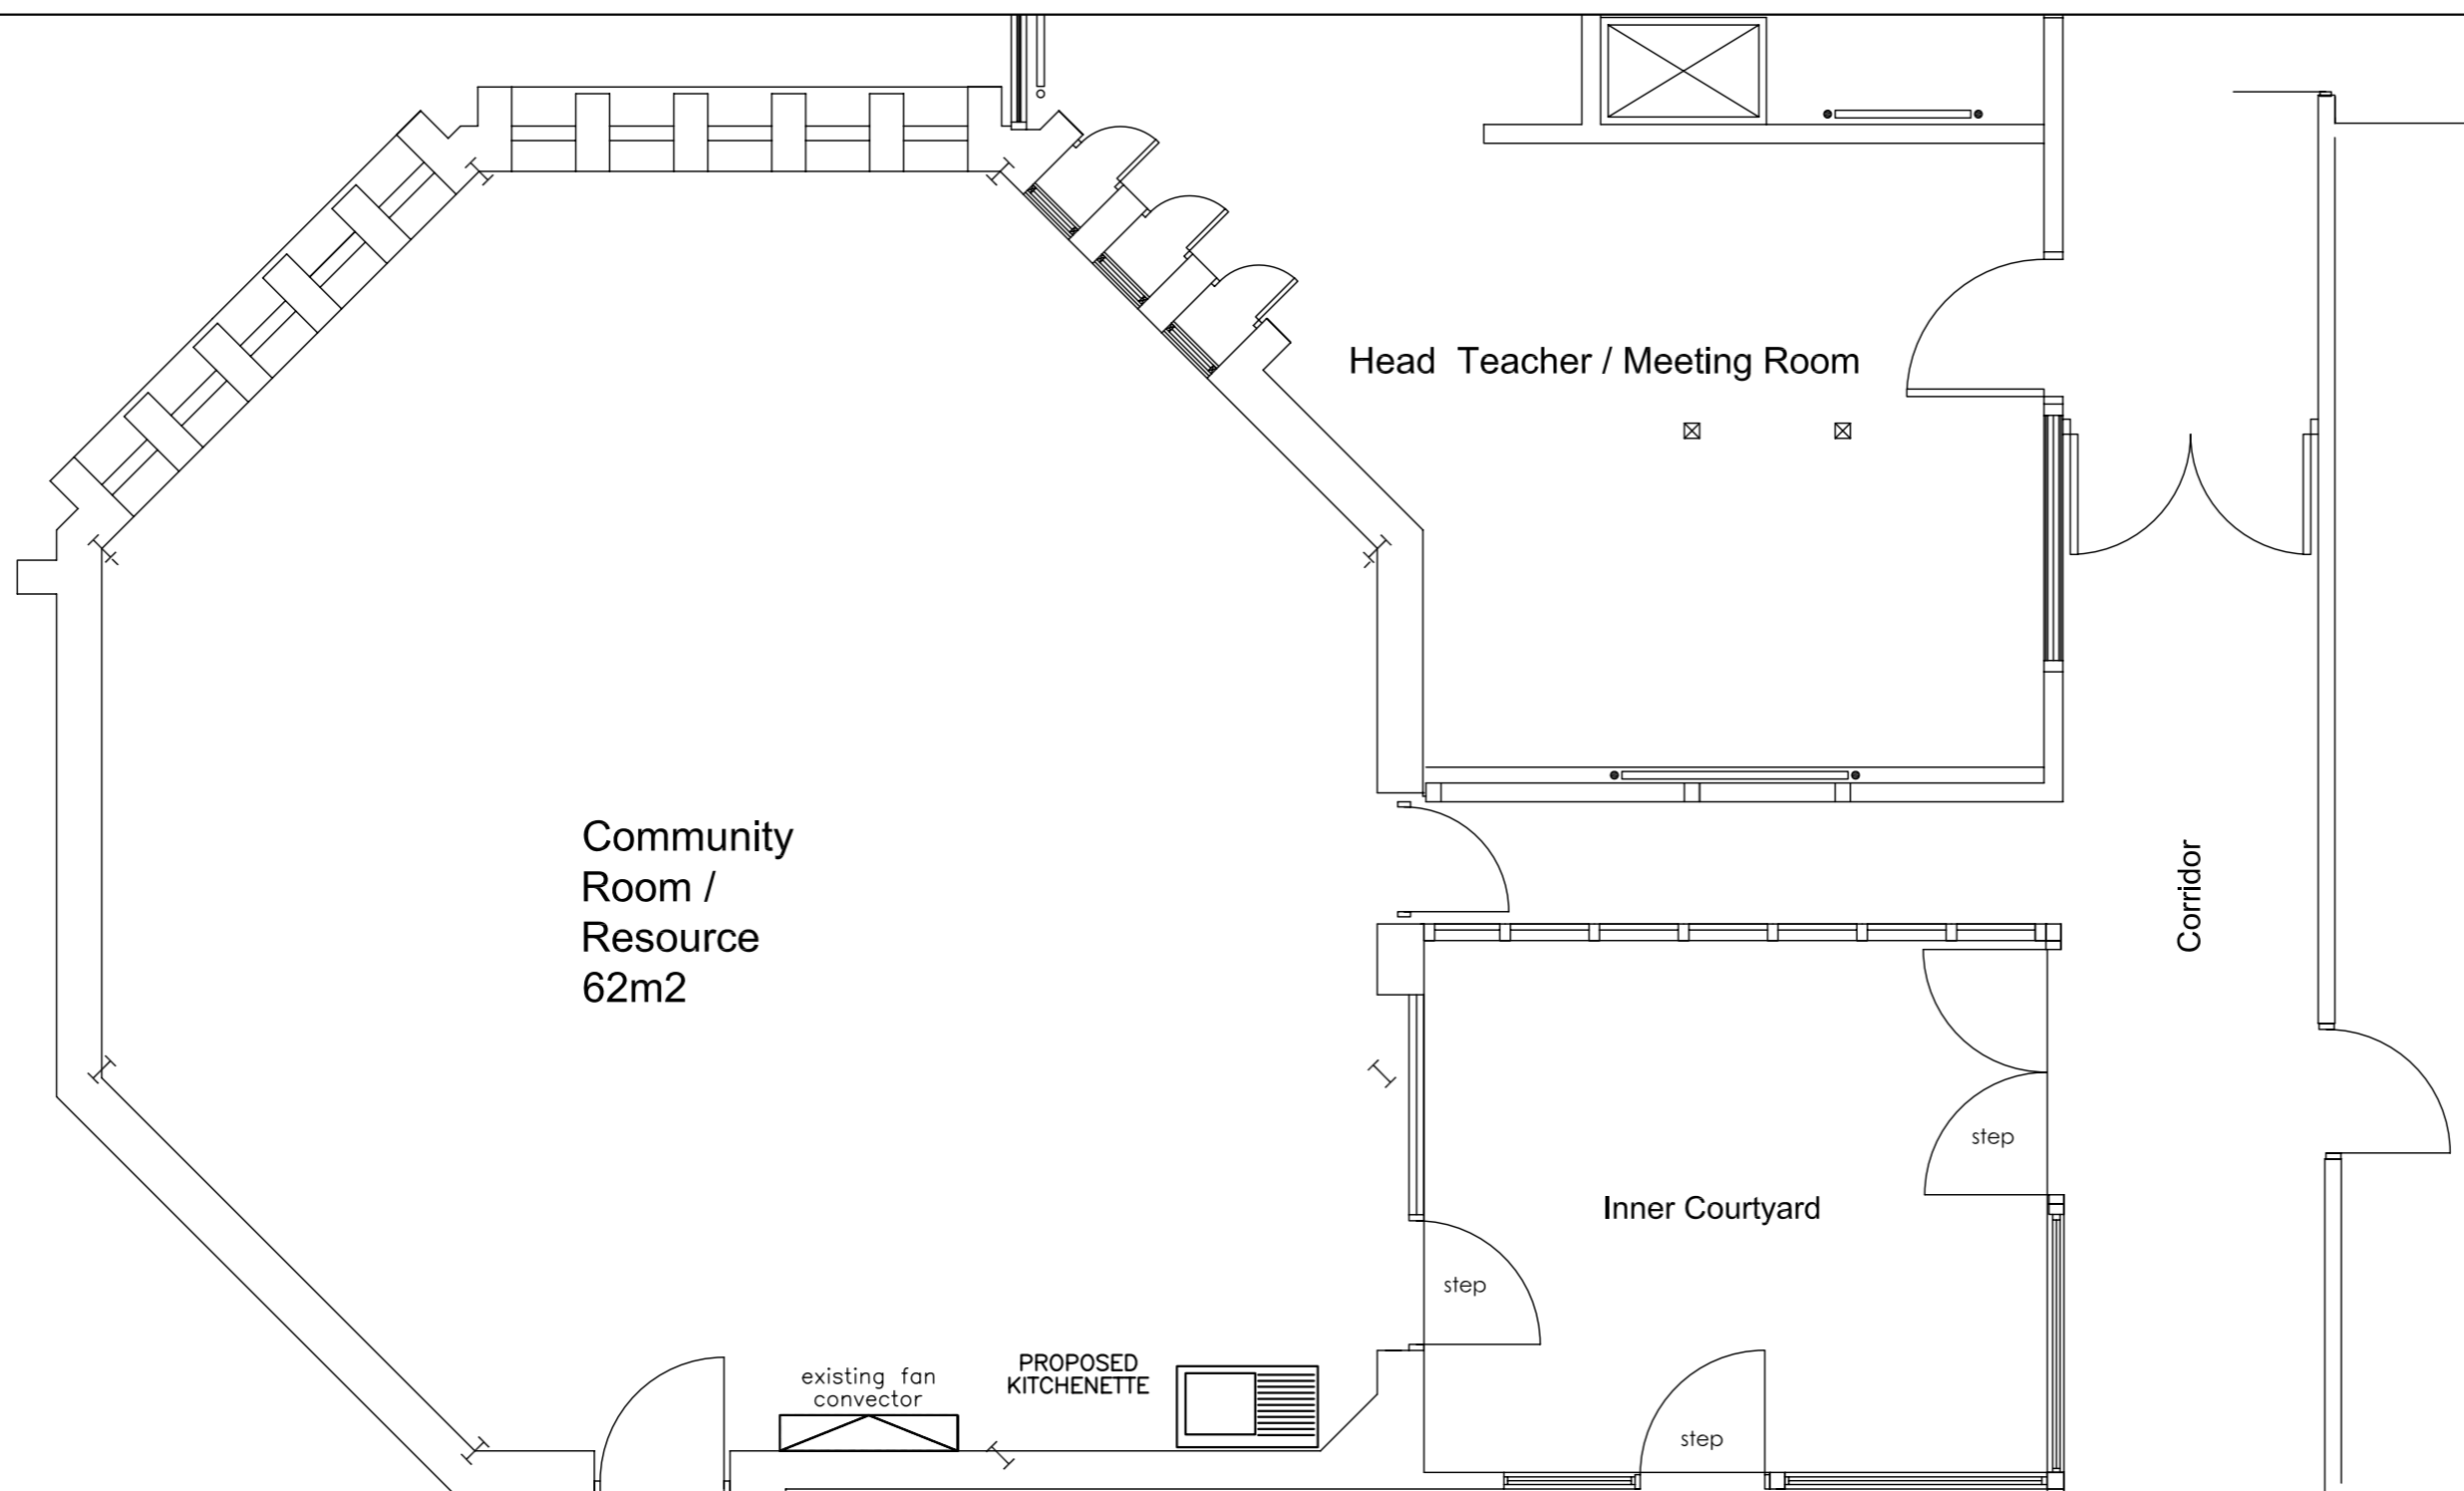 Head Teacher / Meeting Room
Community
Room /
Resource
62m2
Corridor
step
Inner Courtyard
step
PROPOSED
KITCHENETTE
existing fan
convector
step